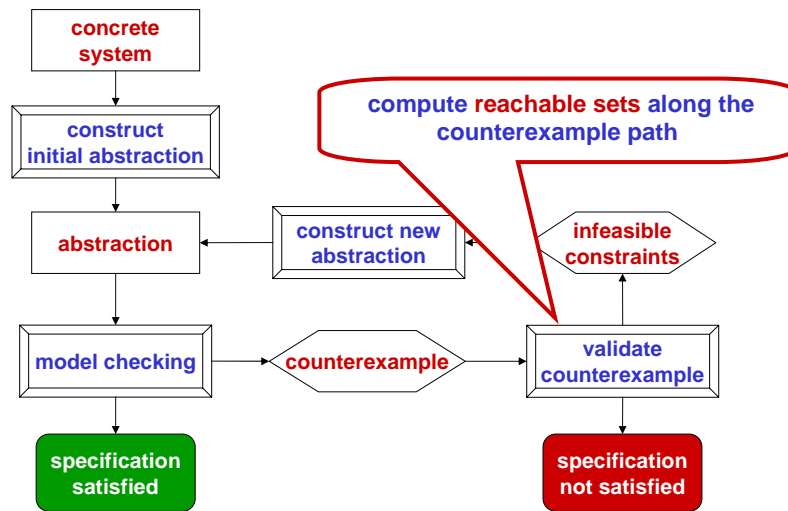 concrete
system
compute reachable sets along the
counterexample path
construct
initial abstraction
abstraction
construct new
abstraction
infeasible
constraints
model checking
counterexample
validate
counterexample
specification
satisfied
specification
not satisfied